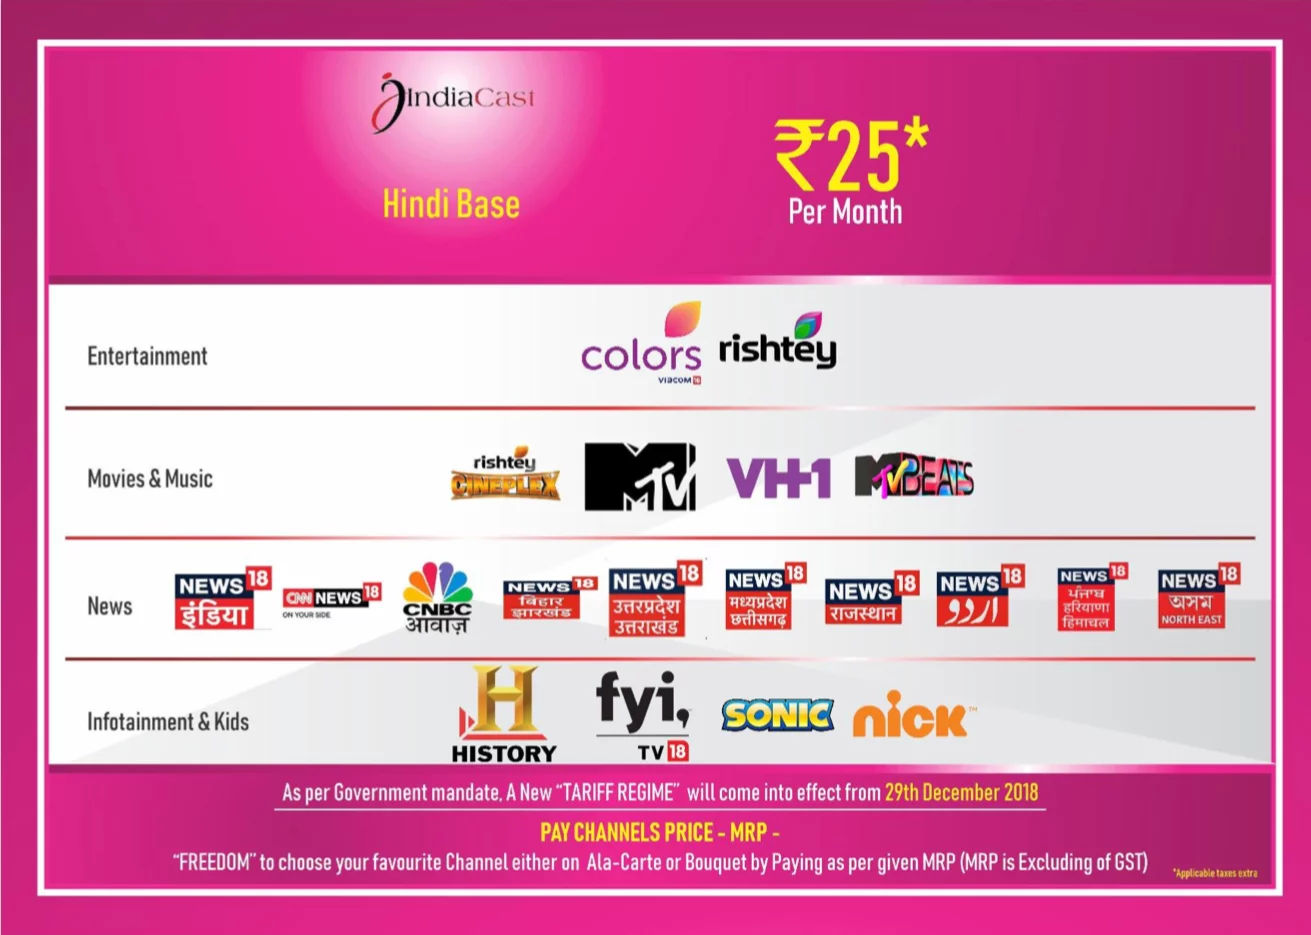 IndiaCast
Hindi Base
₹25*
Per Month
Entertainment
colors
VIACOM18
rishtey
Movies & Music
rishtey
CINEPLEX
MTV
VH1
MTV BEATS
News
NEWS 18
इंडिया
CNN NEWS 18
ON YOUR SIDE
CNBC
आवाज़
NEWS 18
बिहार
झारखंड
NEWS 18
उत्तरप्रदेश
उत्तराखंड
NEWS 18
मध्यप्रदेश
छत्तीसगढ़
NEWS 18
राजस्थान
NEWS 18
اردو
NEWS 18
ਪੰਜਾਬ
हरियाणा
हिमाचल
NEWS 18
অসম
NORTH EAST
Infotainment & Kids
H
HISTORY
fyi,
TV 18
SONIC
nick™
As per Government mandate, A New “TARIFF REGIME” will come into effect from 29th December 2018
PAY CHANNELS PRICE - MRP -
“FREEDOM” to choose your favourite Channel either on Ala-Carte or Bouquet by Paying as per given MRP (MRP is Excluding of GST)
*Applicable taxes extra